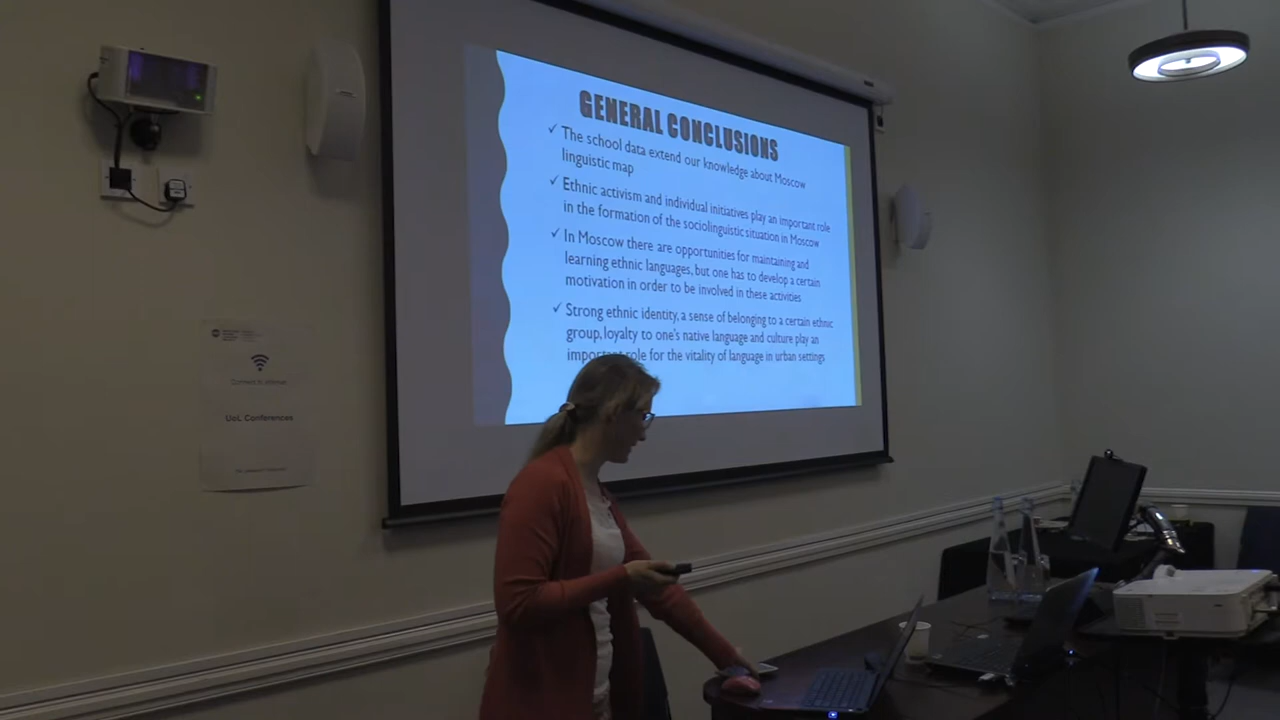 GENERAL CONCLUSIONS
✓ The school data extend our knowledge about Moscow
linguistic map
✓ Ethnic activism and individual initiatives play an important role
in the formation of the sociolinguistic situation in Moscow
✓ In Moscow there are opportunities for maintaining and
learning ethnic languages, but one has to develop a certain
motivation in order to be involved in these activities
✓ Strong ethnic identity, a sense of belonging to a certain ethnic
group, loyalty to one's native language and culture play an
important role for the vitality of language in urban settings
UoL Conferences